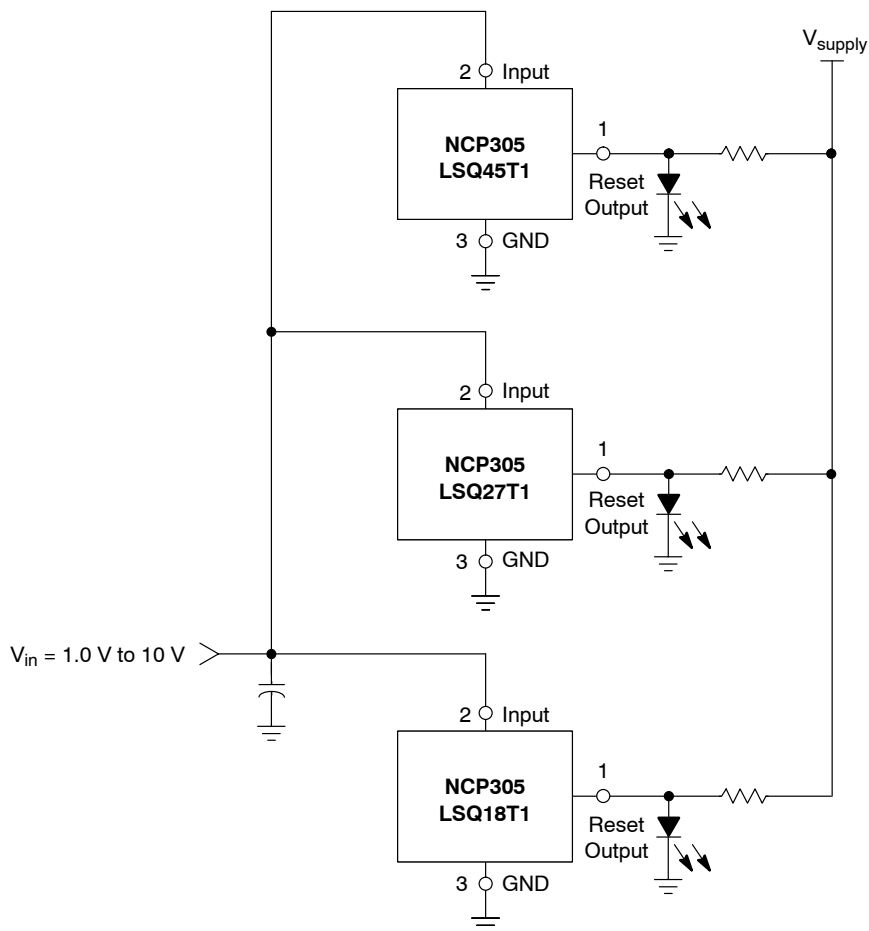 V_supply
2 Input
NCP305
LSQ45T1
1
Reset
Output
3 GND
2 Input
NCP305
LSQ27T1
1
Reset
Output
3 GND
V_in = 1.0 V to 10 V
2 Input
NCP305
LSQ18T1
1
Reset
Output
3 GND